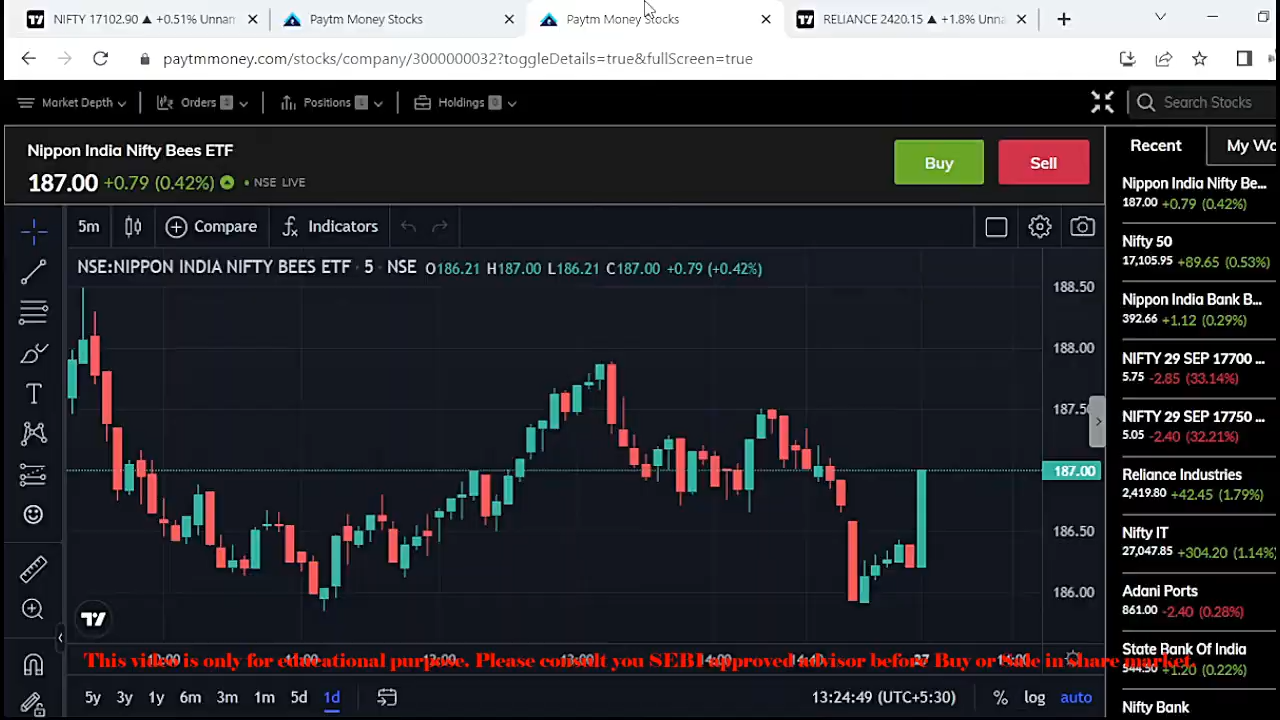 NIFTY 17102.90 ▲ +0.51% Unnam
Paytm Money Stocks
Paytm Money Stocks
RELIANCE 2420.15 ▲ +1.8% Unna
paytmmoney.com/stocks/company/3000000032?toggleDetails=true&fullScreen=true
Market Depth
Orders
Positions
Holdings 0
Search Stocks
Nippon India Nifty Bees ETF
187.00 +0.79 (0.42%) • NSE LIVE
Buy
Sell
Recent
My Wa
5m
Compare
Indicators
NSE:NIPPON INDIA NIFTY BEES ETF · 5 · NSE O186.21 H187.00 L186.21 C187.00 +0.79 (+0.42%)
188.50
188.00
187.5
187.00
186.50
186.00
Nippon India Nifty Be...
187.00 +0.79 (0.42%)
Nifty 50
17,105.95 +89.65 (0.53%)
Nippon India Bank B...
392.66 +1.12 (0.29%)
NIFTY 29 SEP 17700 ...
5.75 -2.85 (33.14%)
NIFTY 29 SEP 17750 ...
5.05 -2.40 (32.21%)
Reliance Industries
2,419.80 +42.45 (1.79%)
Nifty IT
27,047.85 +304.20 (1.14%
Adani Ports
861.00 -2.40 (0.28%)
State Bank Of India
544.50 +1.20 (0.22%)
Nifty Bank
This video is only for educational purpose. Please consult you SEBI approved advisor before Buy or Sale in share market.
5y 3y 1y 6m 3m 1m 5d 1d
13:24:49 (UTC+5:30)
% log auto